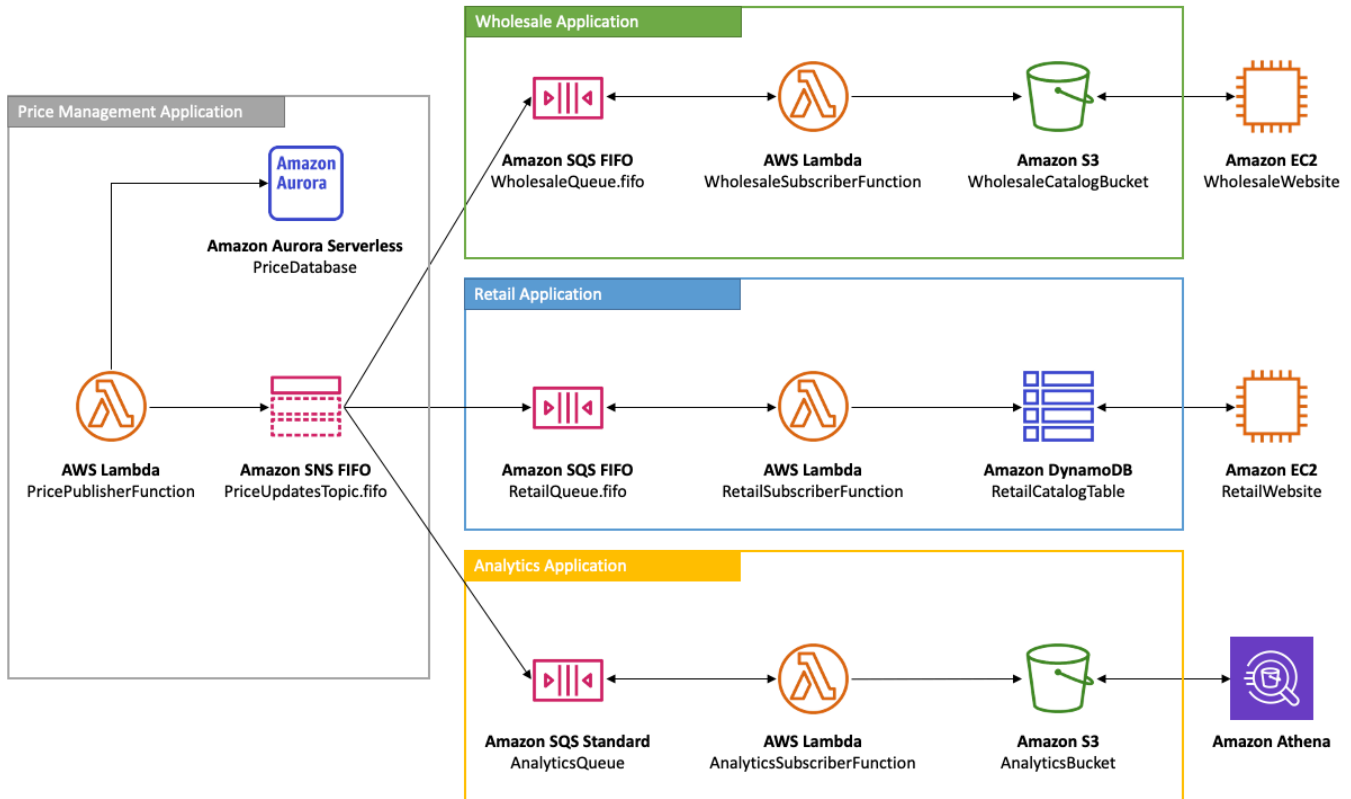 Price Management Application
Amazon
Aurora
Amazon Aurora Serverless
PriceDatabase
AWS Lambda
PricePublisherFunction
Amazon SNS FIFO
PriceUpdatesTopic.fifo
Wholesale Application
Amazon SQS FIFO
WholesaleQueue.fifo
AWS Lambda
WholesaleSubscriberFunction
Amazon S3
WholesaleCatalogBucket
Amazon EC2
WholesaleWebsite
Retail Application
Amazon SQS FIFO
RetailQueue.fifo
AWS Lambda
RetailSubscriberFunction
Amazon DynamoDB
RetailCatalogTable
Amazon EC2
RetailWebsite
Analytics Application
Amazon SQS Standard
AnalyticsQueue
AWS Lambda
AnalyticsSubscriberFunction
Amazon S3
AnalyticsBucket
Amazon Athena